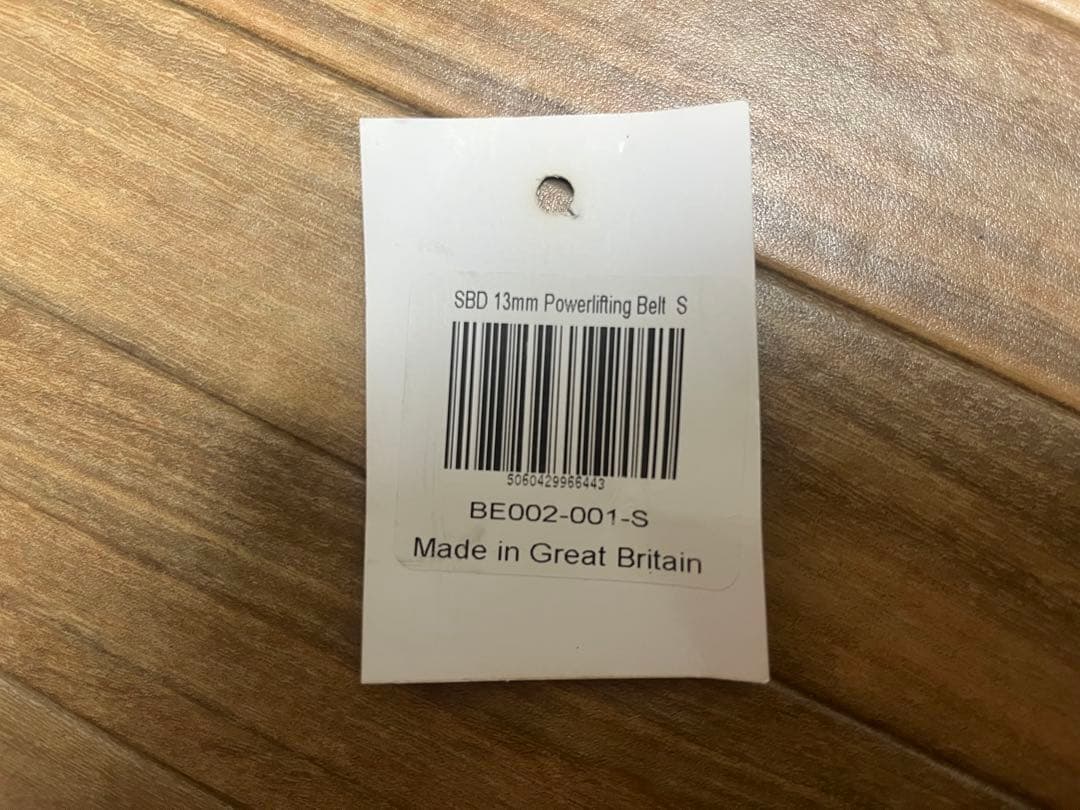 SBD 13mm Powerlifting Belt S
5060429966443
BE002-001-S
Made in Great Britain